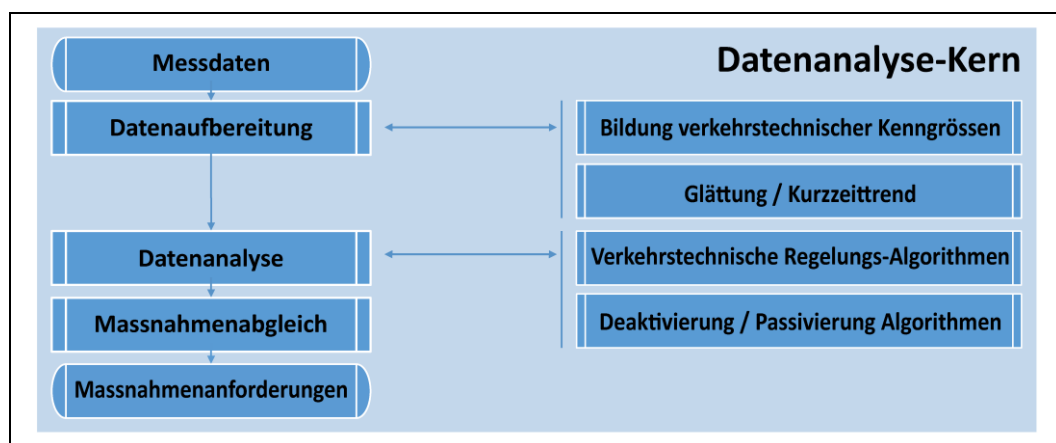 Datenanalyse-Kern
Messdaten
Datenaufbereitung
Bildung verkehrstechnischer Kenngrössen
Glättung / Kurzzeittrend
Datenanalyse
Verkehrstechnische Regelungs-Algorithmen
Massnahmenabgleich
Deaktivierung / Passivierung Algorithmen
Massnahmenanforderungen